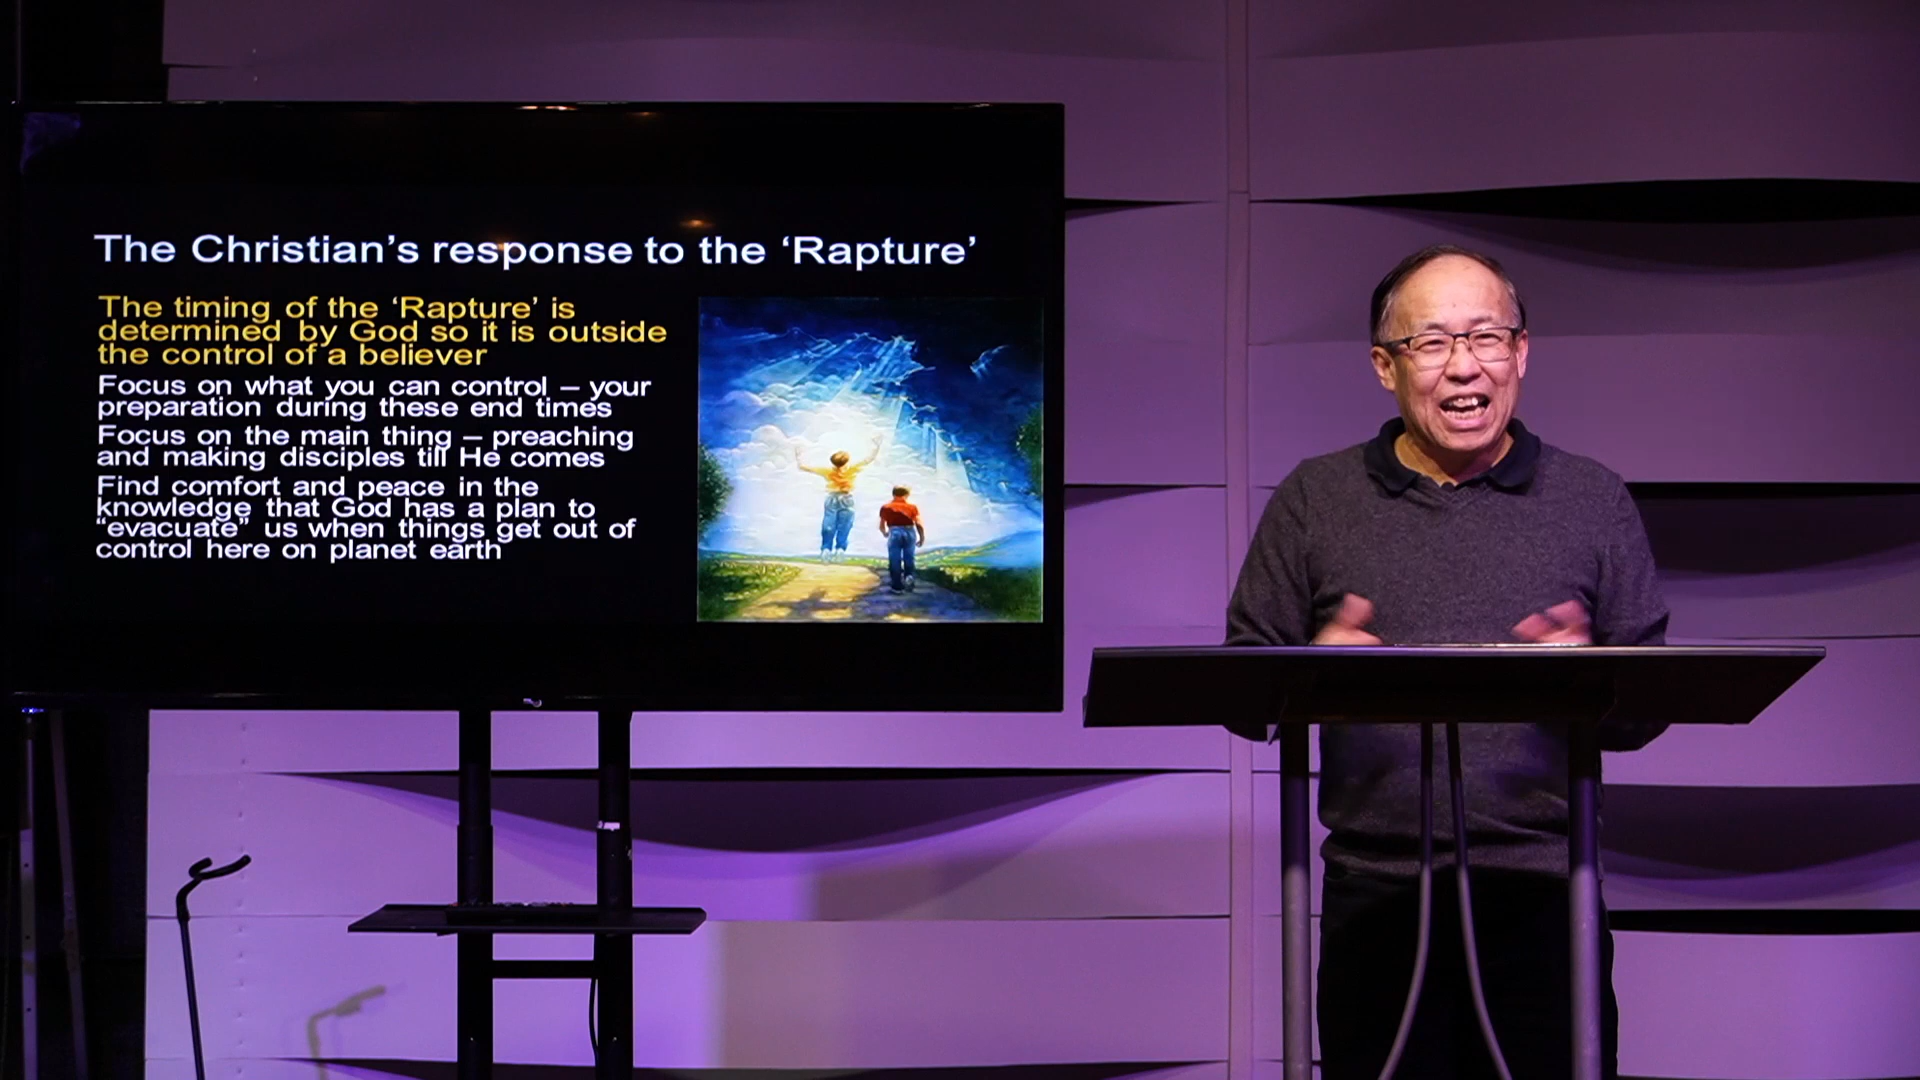 The Christian’s response to the ‘Rapture’
The timing of the ‘Rapture’ is
determined by God so it is outside
the control of a believer
Focus on what you can control – your
preparation during these end times
Focus on the main thing – preaching
and making disciples till He comes
Find comfort and peace in the
knowledge that God has a plan to
“evacuate” us when things get out of
control here on planet earth